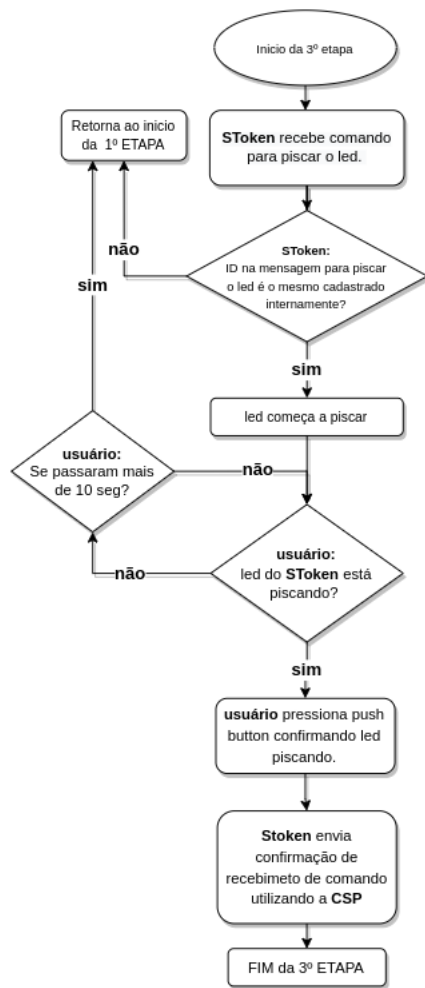 Inicio da 3º etapa
Retorna ao inicio
da 1º ETAPA
SToken recebe comando
para piscar o led.
não
SToken:
ID na mensagem para piscar
o led é o mesmo cadastrado
internamente?
sim
sim
led começa a piscar
usuário:
Se passaram mais
de 10 seg?
não
usuário:
led do SToken está
piscando?
não
sim
usuário pressiona push
button confirmando led
piscando.
Stoken envia
confirmação de
recebimeto de comando
utilizando a CSP
FIM da 3º ETAPA